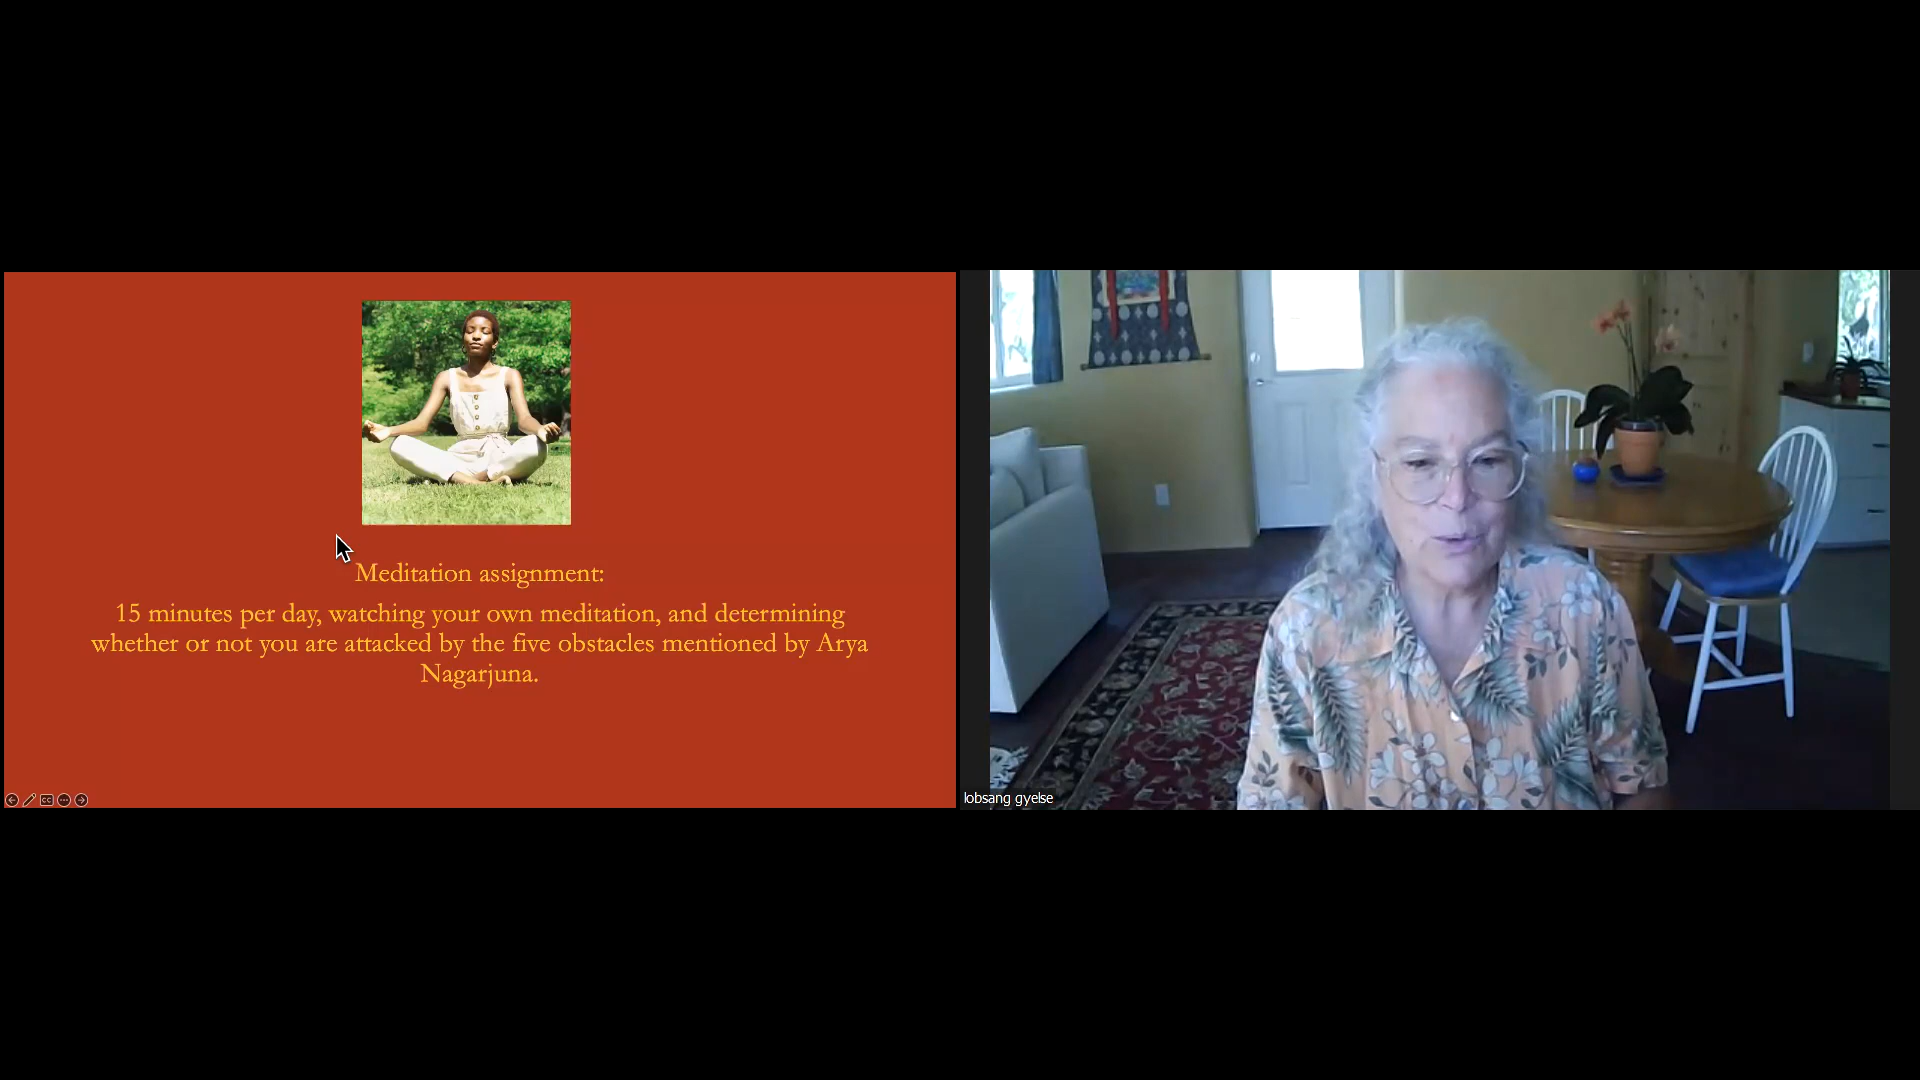 Meditation assignment:
15 minutes per day, watching your own meditation, and determining
whether or not you are attacked by the five obstacles mentioned by Arya
Nagarjuna.
CC
lobsang gyelse